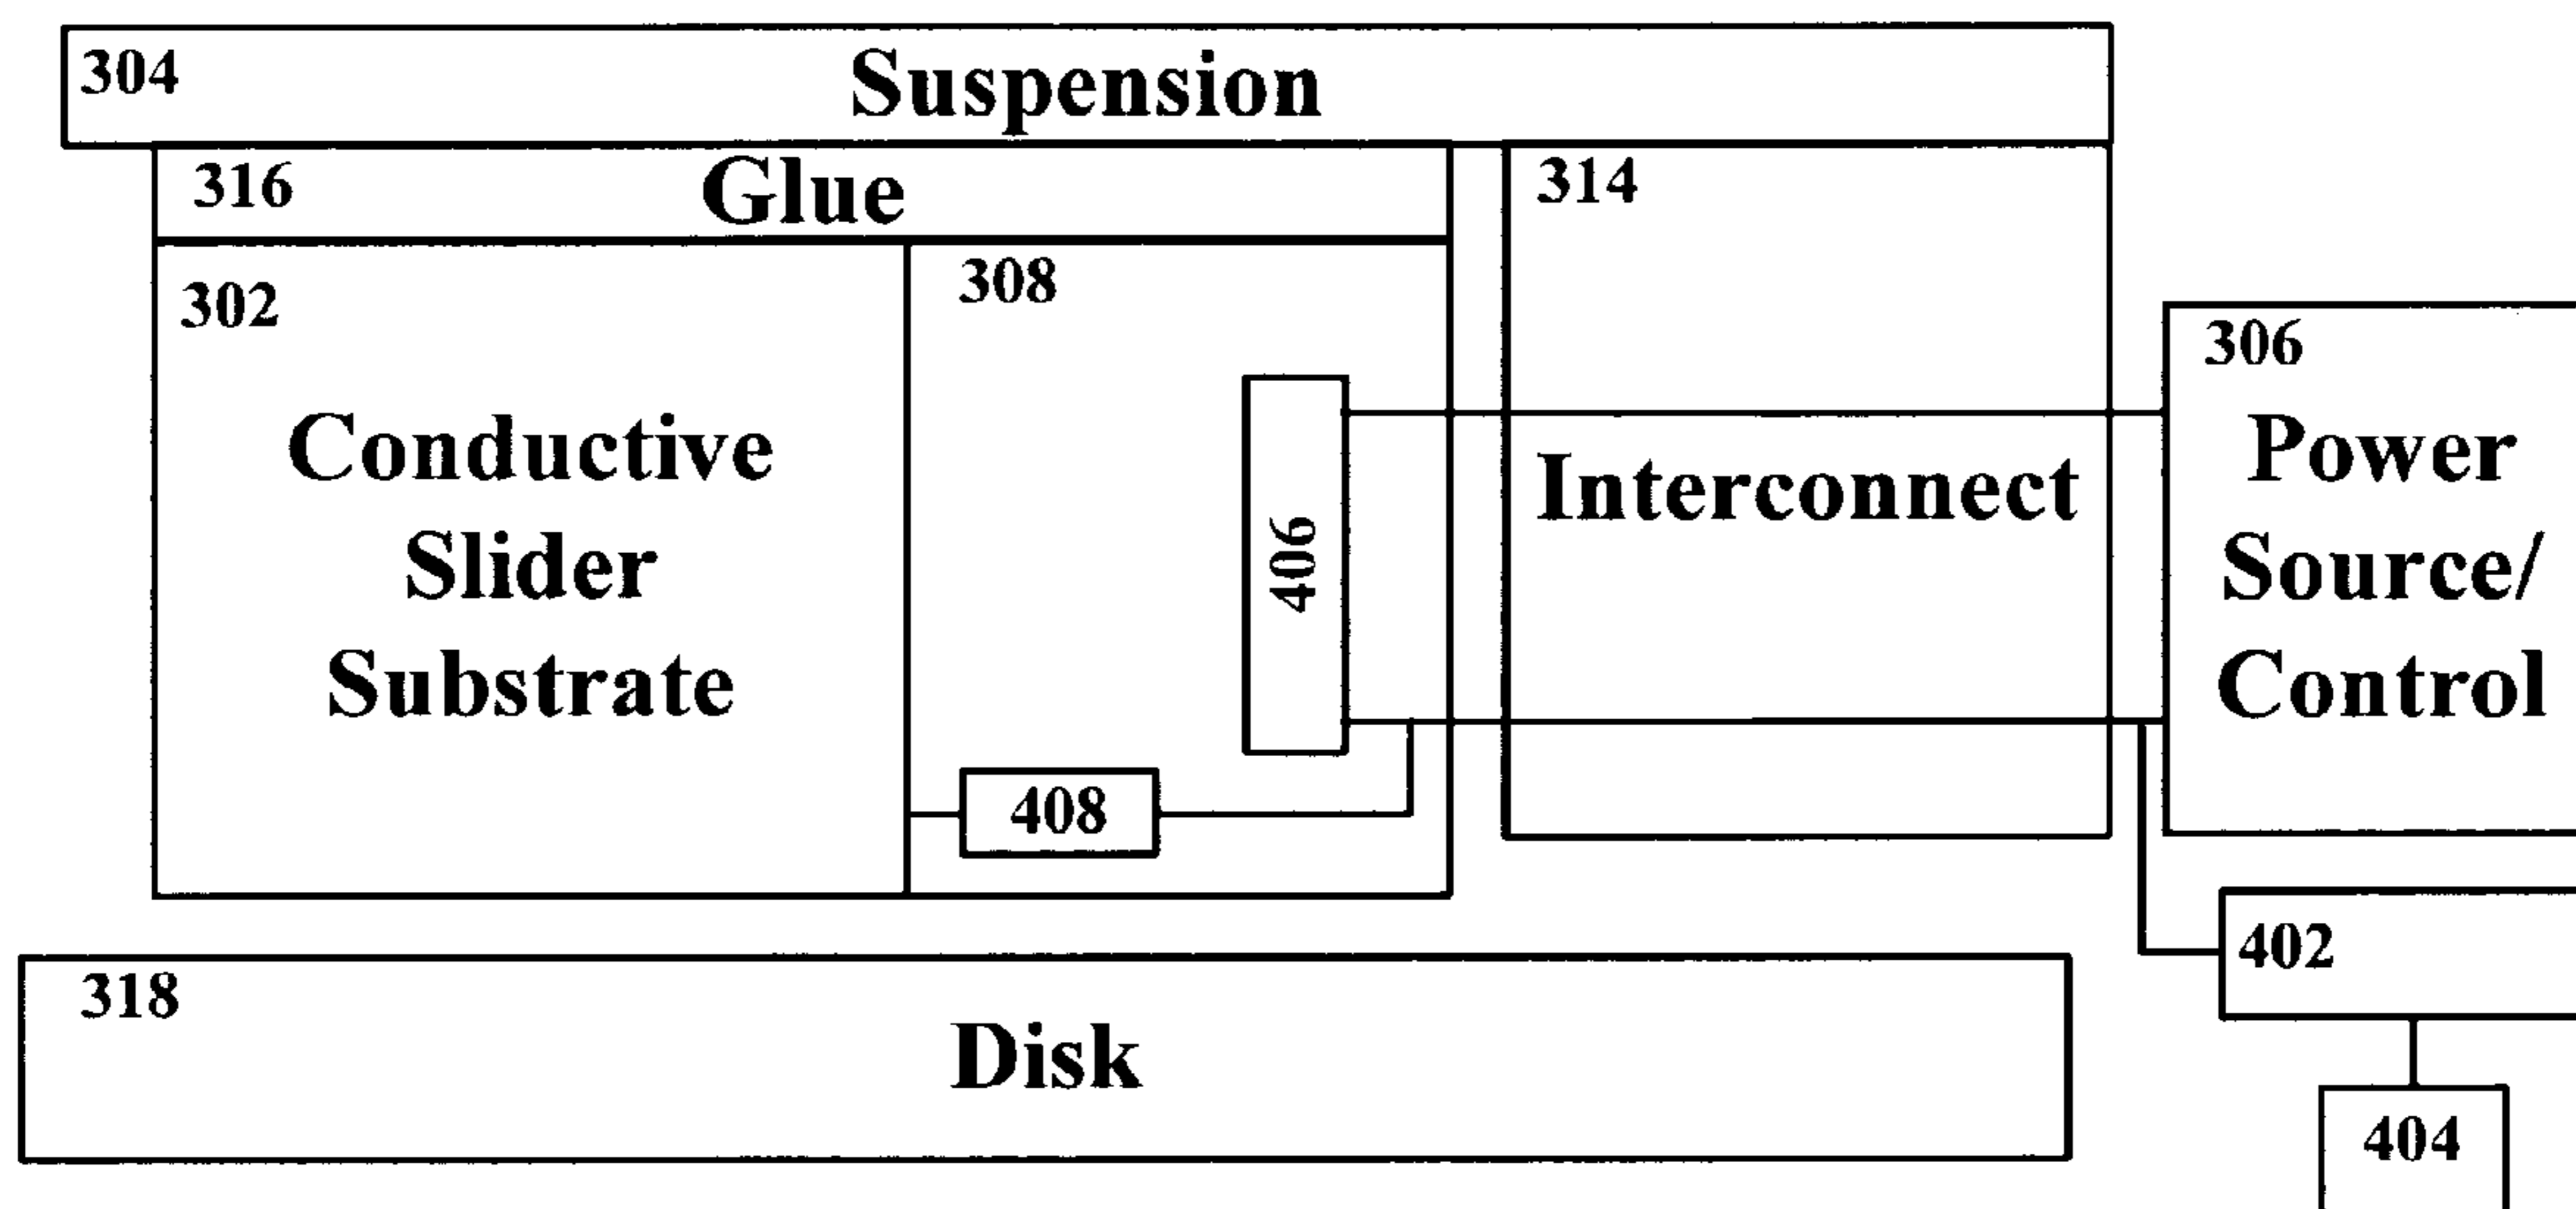 304
Suspension
316
Glue
314
302
308
306
Conductive
Slider
Substrate
406
Interconnect
Power
Source/
Control
408
402
318
Disk
404